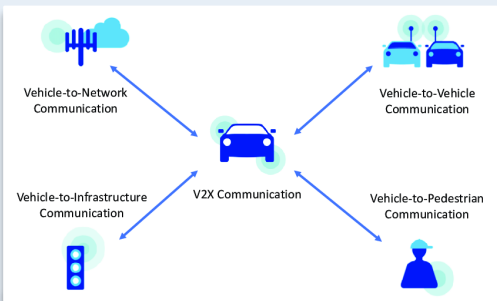 Vehicle-to-Network
Communication
Vehicle-to-Vehicle
Communication
Vehicle-to-Infrastructure
Communication
V2X Communication
Vehicle-to-Pedestrian
Communication